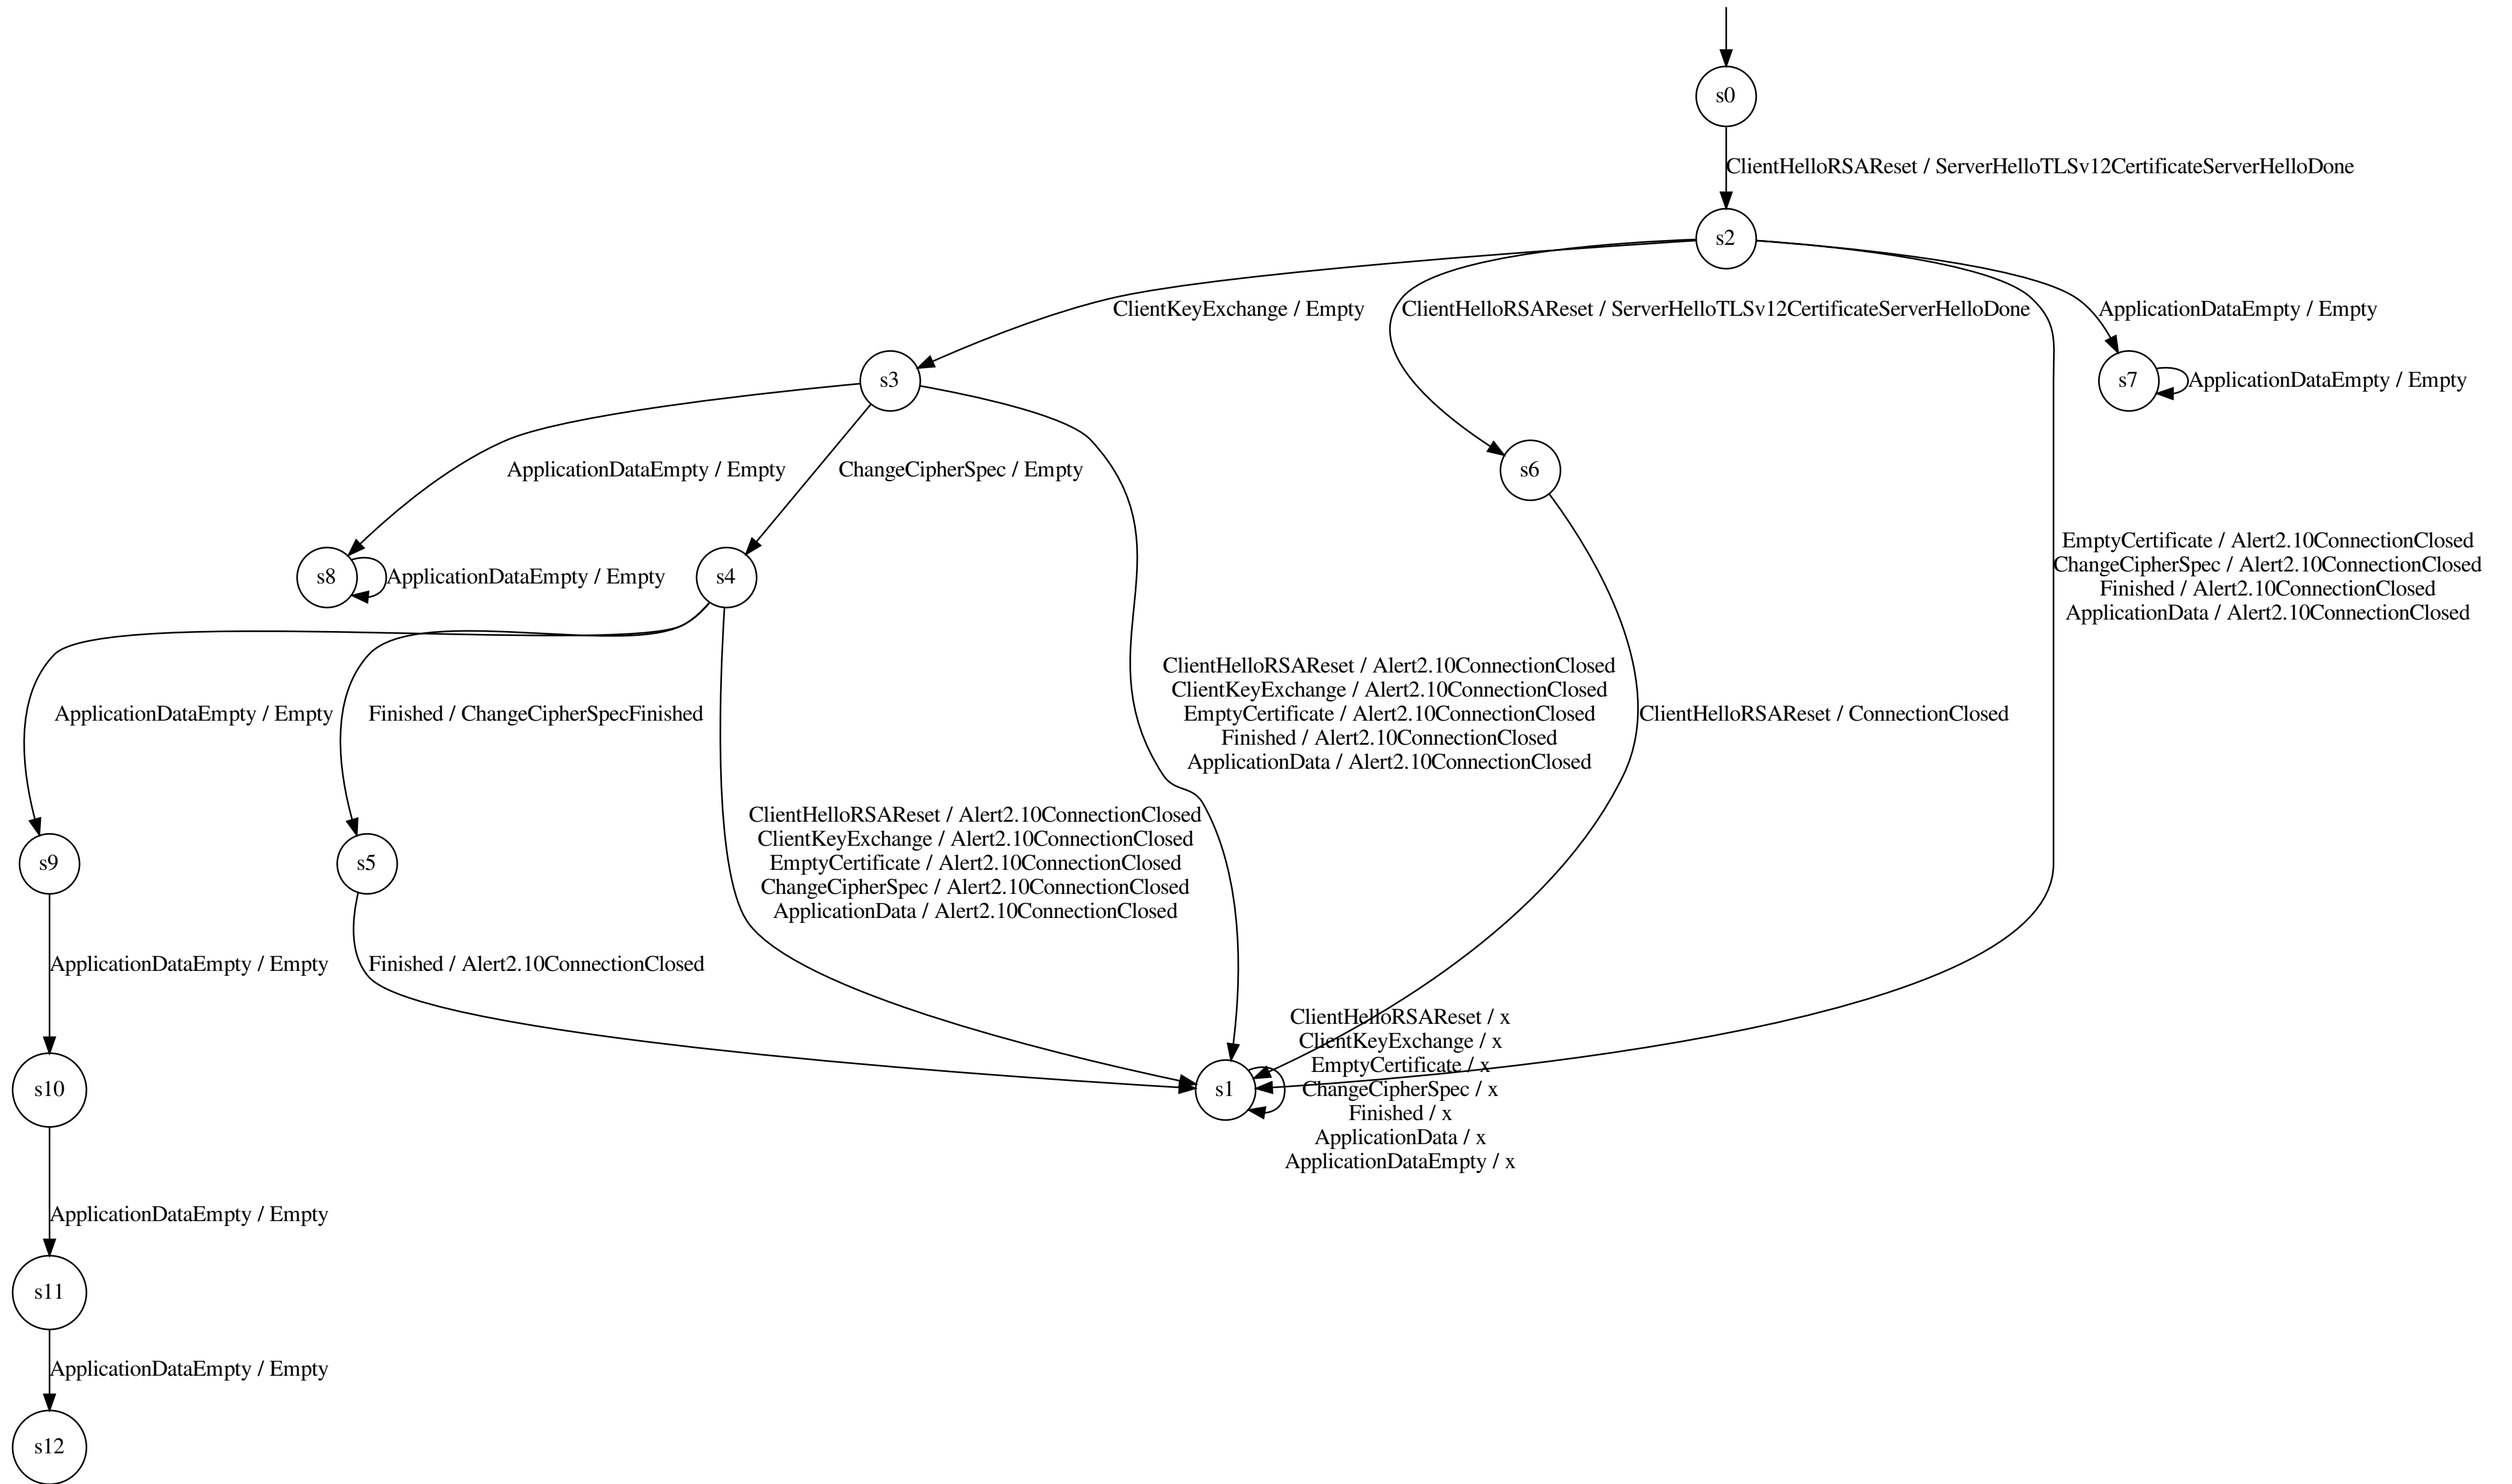 s0
ClientHelloRSAReset / ServerHelloTLSv12CertificateServerHelloDone
s2
ClientKeyExchange / Empty
ClientHelloRSAReset / ServerHelloTLSv12CertificateServerHelloDone
ApplicationDataEmpty / Empty
s3
s7
ApplicationDataEmpty / Empty
ApplicationDataEmpty / Empty
ChangeCipherSpec / Empty
s6
EmptyCertificate / Alert2.10ConnectionClosed
ChangeCipherSpec / Alert2.10ConnectionClosed
Finished / Alert2.10ConnectionClosed
ApplicationData / Alert2.10ConnectionClosed
s8
ApplicationDataEmpty / Empty
s4
ApplicationDataEmpty / Empty
Finished / ChangeCipherSpecFinished
ClientHelloRSAReset / Alert2.10ConnectionClosed
ClientKeyExchange / Alert2.10ConnectionClosed
EmptyCertificate / Alert2.10ConnectionClosed
Finished / Alert2.10ConnectionClosed
ApplicationData / Alert2.10ConnectionClosed
ClientHelloRSAReset / ConnectionClosed
s9
s5
ClientHelloRSAReset / Alert2.10ConnectionClosed
ClientKeyExchange / Alert2.10ConnectionClosed
EmptyCertificate / Alert2.10ConnectionClosed
ChangeCipherSpec / Alert2.10ConnectionClosed
ApplicationData / Alert2.10ConnectionClosed
ApplicationDataEmpty / Empty
Finished / Alert2.10ConnectionClosed
s10
s1
ClientHelloRSAReset / x
ClientKeyExchange / x
EmptyCertificate / x
ChangeCipherSpec / x
Finished / x
ApplicationData / x
ApplicationDataEmpty / x
ApplicationDataEmpty / Empty
s11
ApplicationDataEmpty / Empty
s12